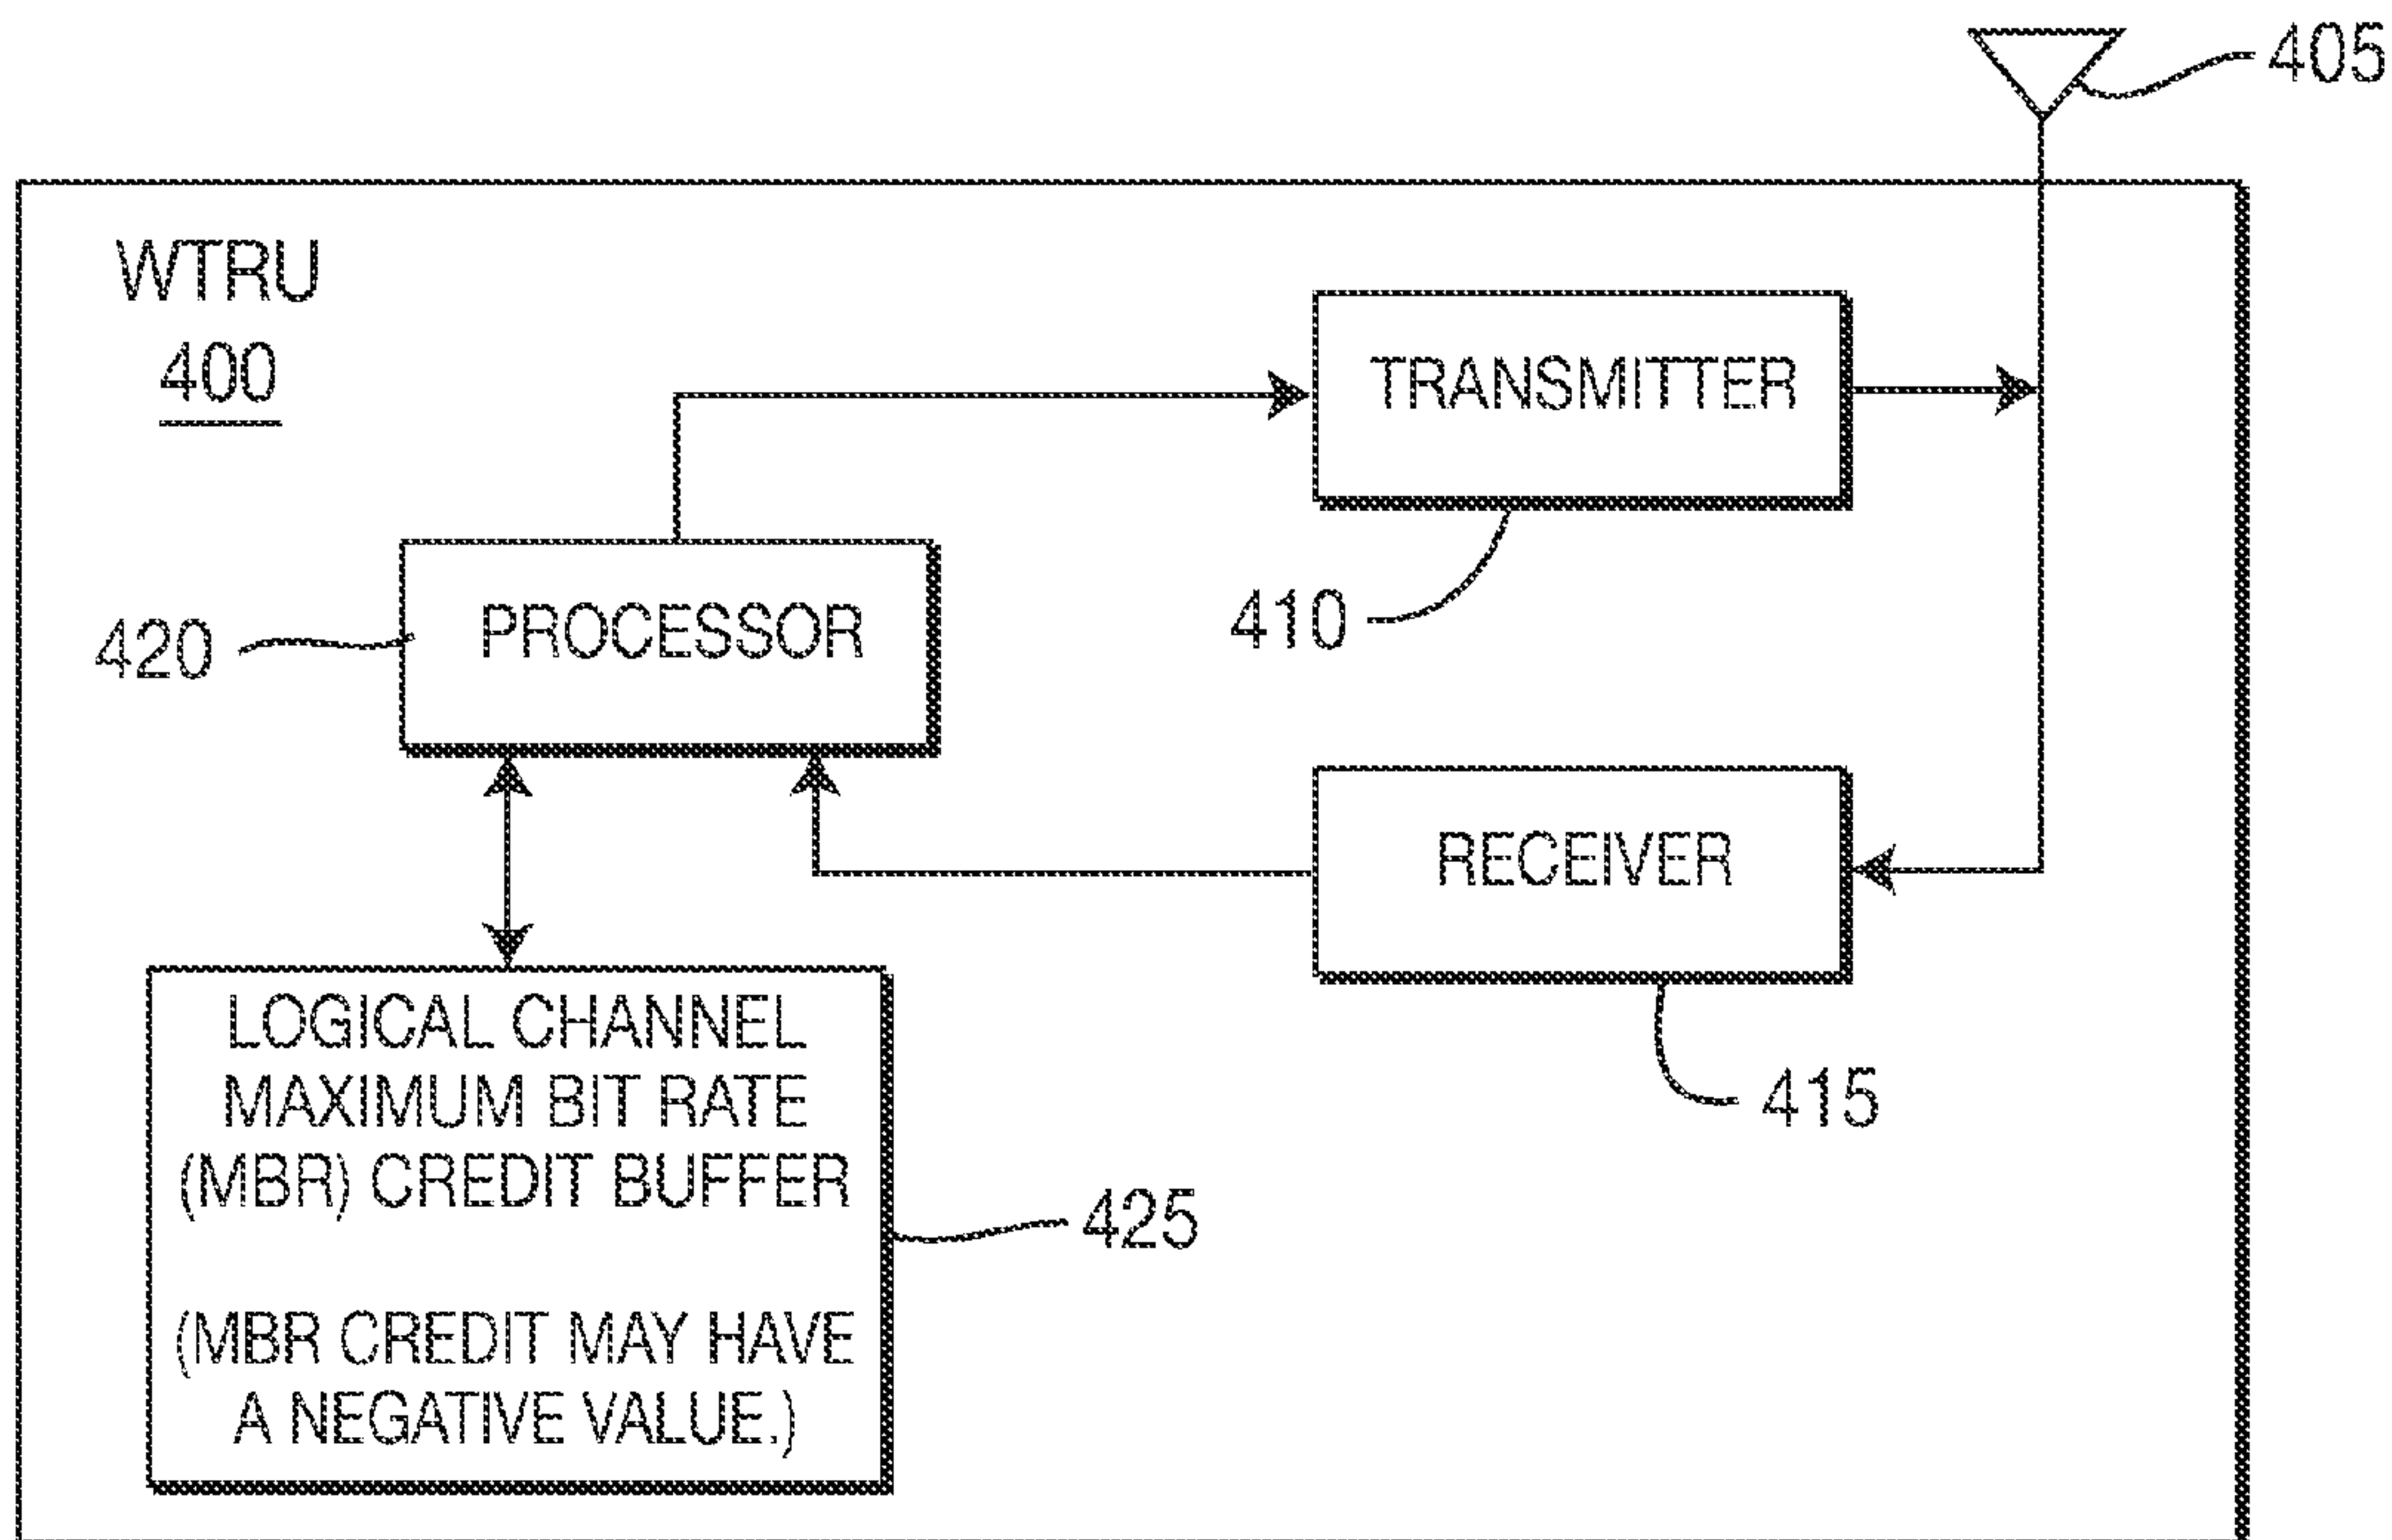 405
WTRU
400
TRANSMITTER
410
PROCESSOR
420
RECEIVER
415
LOGICAL CHANNEL
MAXIMUM BIT RATE
(MBR) CREDIT BUFFER
(MBR CREDIT MAY HAVE
A NEGATIVE VALUE.)
425